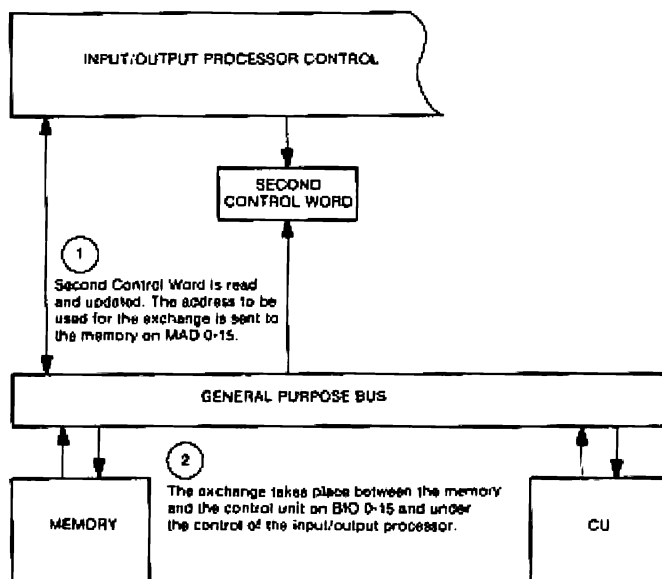 INPUT/OUTPUT PROCESSOR CONTROL
SECOND
CONTROL WORD
1
Second Control Word is read
and updated. The address to be
used for the exchange is sent to
the memory on MAD 0-15.
GENERAL PURPOSE BUS
2
The exchange takes place between the memory
and the control unit on BIO 0-15 and under
the control of the input/output processor.
MEMORY
CU